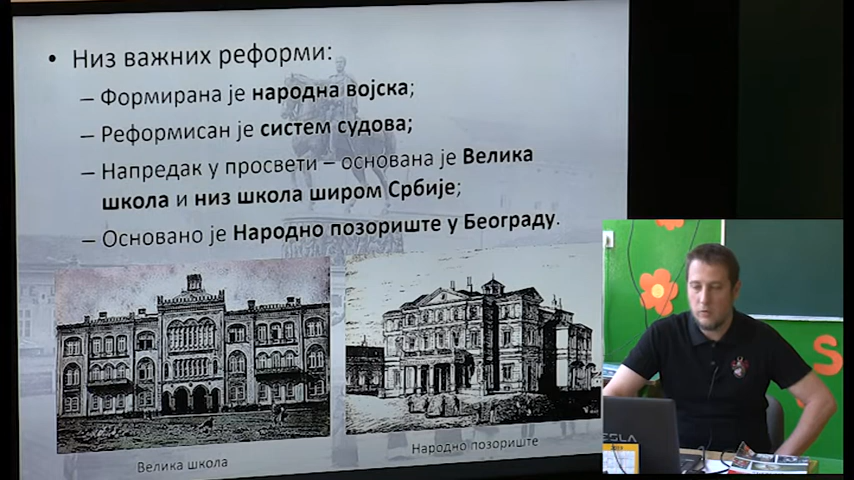 • Низ важних реформи:
– Формирана је народна војска;
– Реформисан је систем судова;
– Напредак у просвети – основана је Велика
школа и низ школа широм Србије;
– Основано је Народно позориште у Београду.
Велика школа
Народно позориште
S